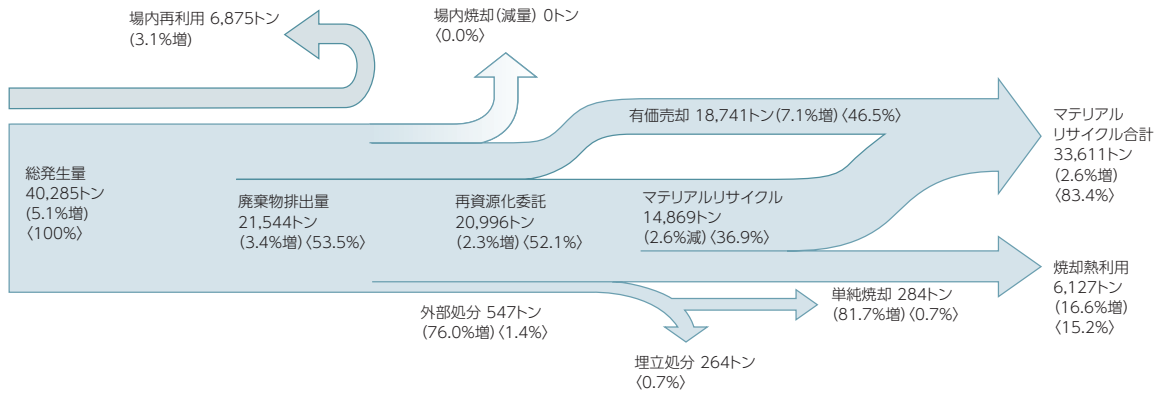 場内再利用 6,875トン
(3.1%増)
場内焼却(減量) 0トン
〈0.0%〉
有価売却 18,741トン(7.1%増)〈46.5%〉
マテリアル
リサイクル合計
33,611トン
(2.6%増)
〈83.4%〉
総発生量
40,285トン
(5.1%増)
〈100%〉
廃棄物排出量
21,544トン
(3.4%増)〈53.5%〉
再資源化委託
20,996トン
(2.3%増)〈52.1%〉
マテリアルリサイクル
14,869トン
(2.6%減)〈36.9%〉
焼却熱利用
6,127トン
(16.6%増)
〈15.2%〉
外部処分 547トン
(76.0%増)〈1.4%〉
単純焼却 284トン
(81.7%増)〈0.7%〉
埋立処分 264トン
〈0.7%〉